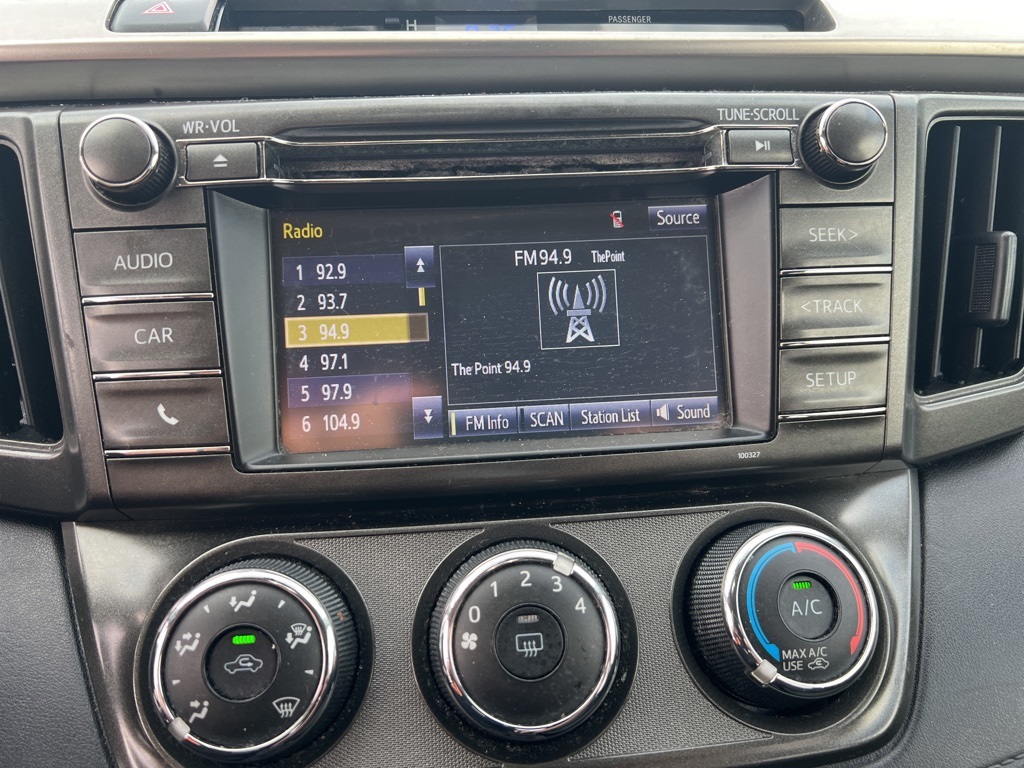 H
PASSENGER
WR·VOL
TUNE·SCROLL
AUDIO
CAR
SEEK>
<TRACK
SETUP
Radio
Source
1 92.9
2 93.7
3 94.9
4 97.1
5 97.9
6 104.9
FM 94.9 ThePoint
The Point 94.9
FM Info
SCAN
Station List
Sound
100327
0 1 2 3 4
A/C
MAX A/C
USE